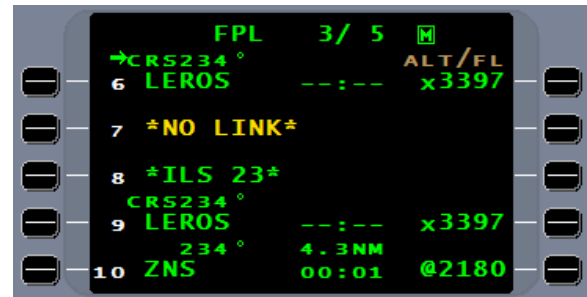 FPL 3/ 5 M
→CRS234° ALT/FL
6 LEROS --:-- x3397
7 *NO LINK*
8 *ILS 23*
CRS234°
9 LEROS --:-- x3397
234° 4.3NM
10 ZNS 00:01 @2180